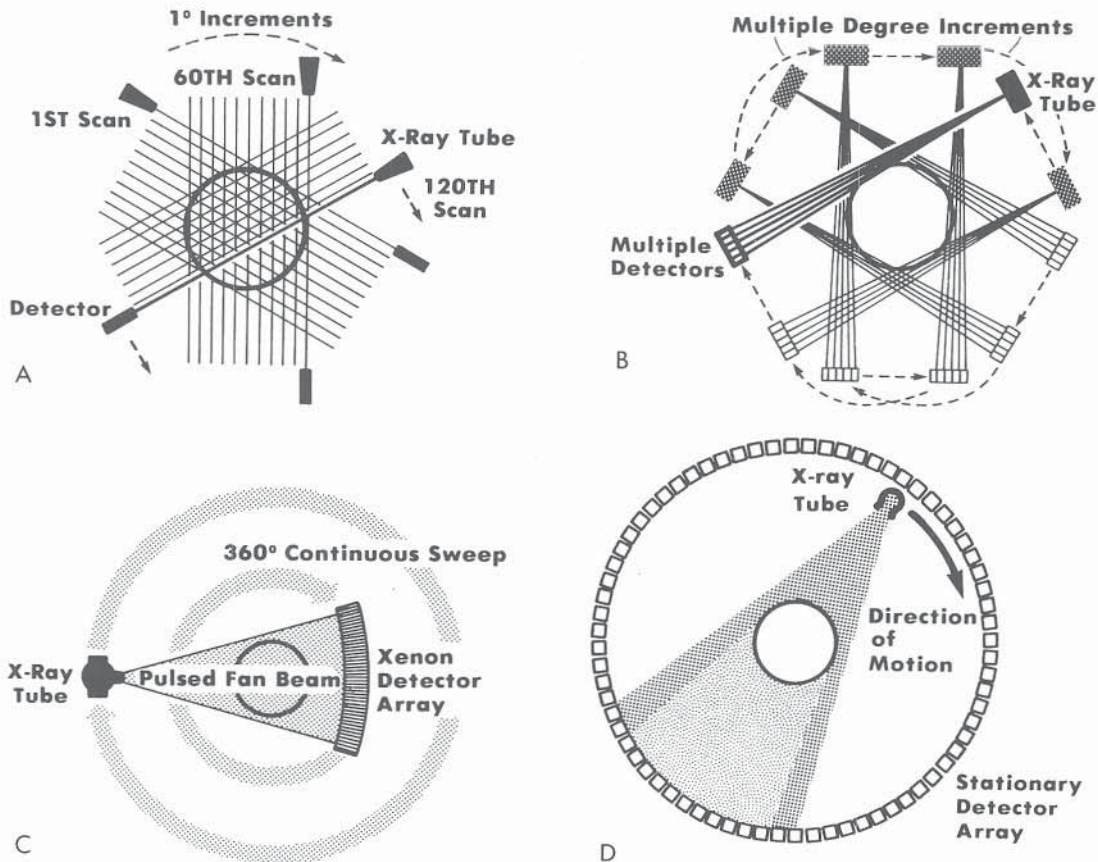 1° Increments
60TH Scan
1ST Scan
X-Ray Tube
120TH
Scan
Detector
A
Multiple Degree Increments
X-Ray
Tube
Multiple
Detectors
B
360° Continuous Sweep
X-Ray
Tube
Pulsed Fan Beam
Xenon
Detector
Array
C
X-ray
Tube
Direction
of
Motion
Stationary
Detector
Array
D